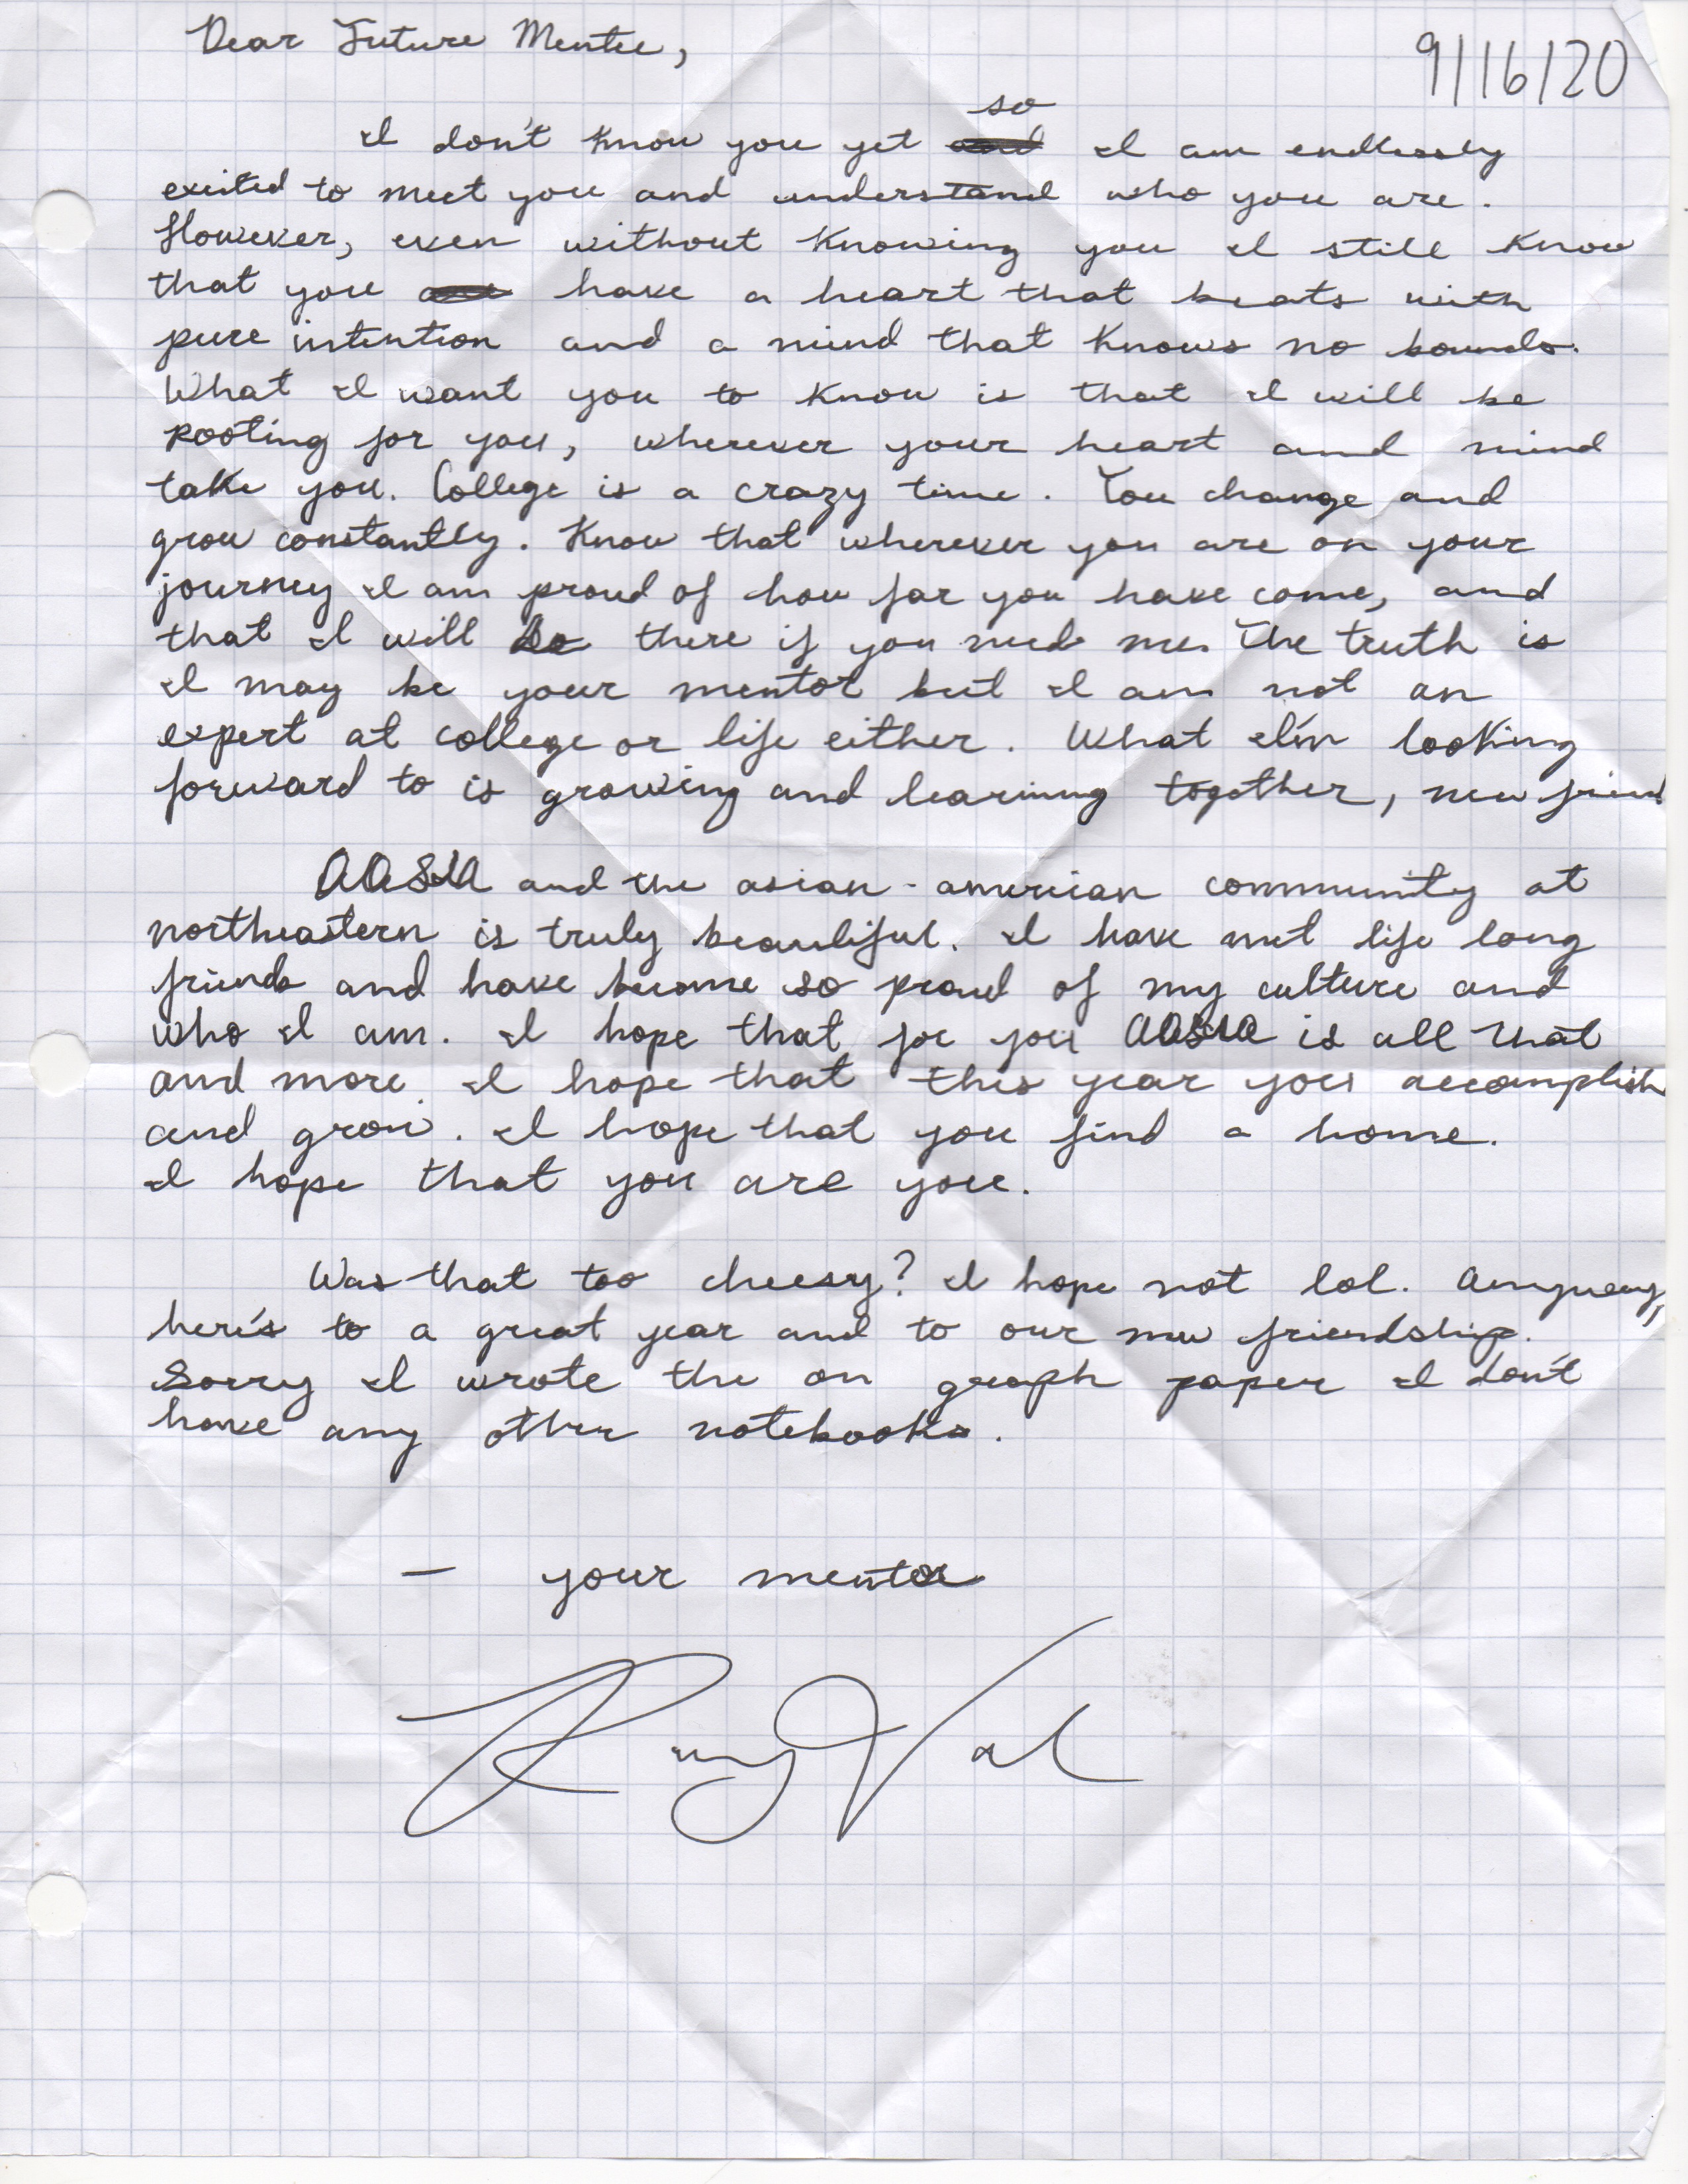 Dear Future Mentee,
9/16/20
so
I don't know you yet and I am endlessly
excited to meet you and understand who you are.
However, even without knowing you I still know
that you are have a heart that beats with
pure intention and a mind that knows no bounds.
What I want you to know is that I will be
rooting for you, wherever your heart and mind
take you. College is a crazy time. You change and
grow constantly. Know that wherever you are on your
journey I am proud of how far you have come, and
that I will be there if you need me. The truth is
I may be your mentor but I am not an
expert at college or life either. What I'm looking
forward to is growing and learning together, new friend
AASIA and the asian-american community at
northeastern is truly beautiful. I have met life long
friends and have become so proud of my culture and
who I am. I hope that for you AASIA is all that
and more. I hope that this year you accomplish
and grow. I hope that you find a home.
I hope that you are you.
Was that too cheesy? I hope not lol. Anyway,
here's to a great year and to our new friendship.
Sorry I wrote the on graph paper I don't
have any other notebooks.
— your mentor